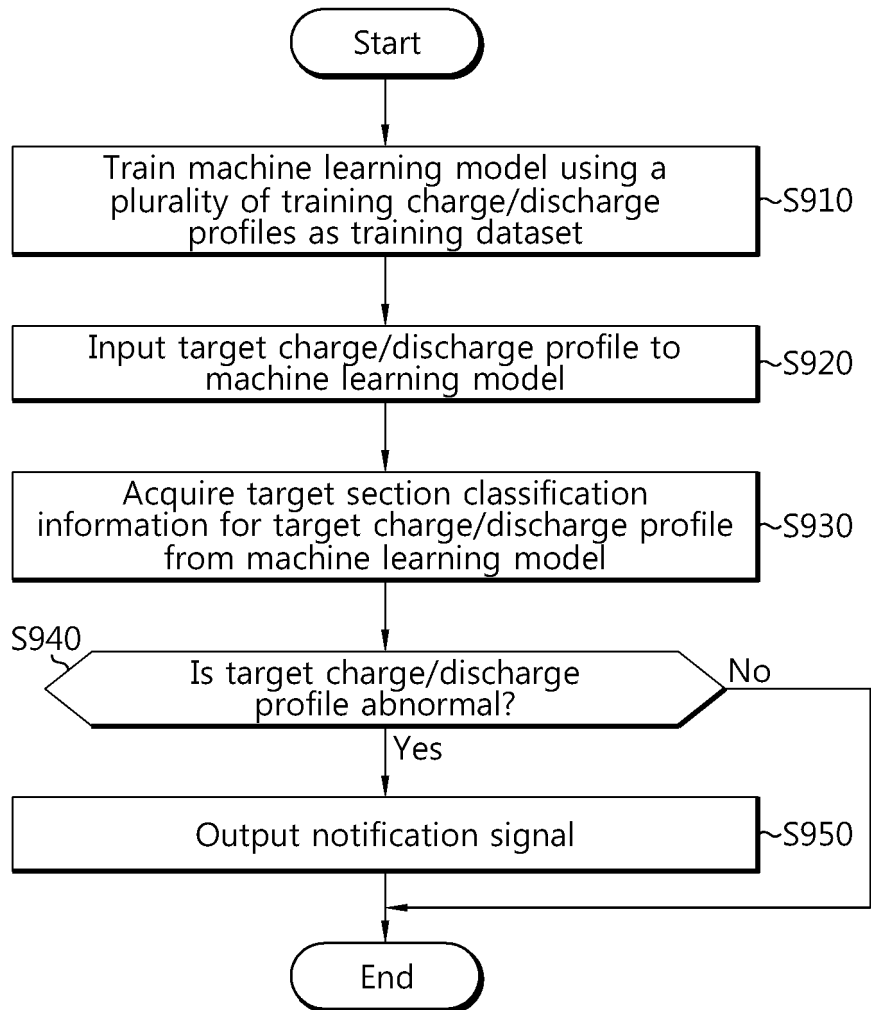 Start
Train machine learning model using a
plurality of training charge/discharge
profiles as training dataset
S910
Input target charge/discharge profile to
machine learning model
S920
Acquire target section classification
information for target charge/discharge profile
from machine learning model
S930
S940
Is target charge/discharge
profile abnormal?
No
Yes
Output notification signal
S950
End